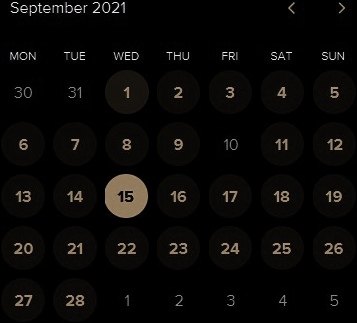 September 2021
MON TUE WED THU FRI SAT SUN
30 31 1 2 3 4 5
6 7 8 9 10 11 12
13 14 15 16 17 18 19
20 21 22 23 24 25 26
27 28 1 2 3 4 5